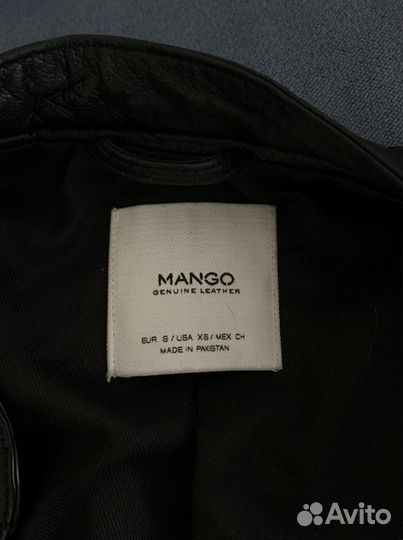 MANGO
GENUINE LEATHER
EUR S / USA XS / MEX CH
MADE IN PAKISTAN
Avito